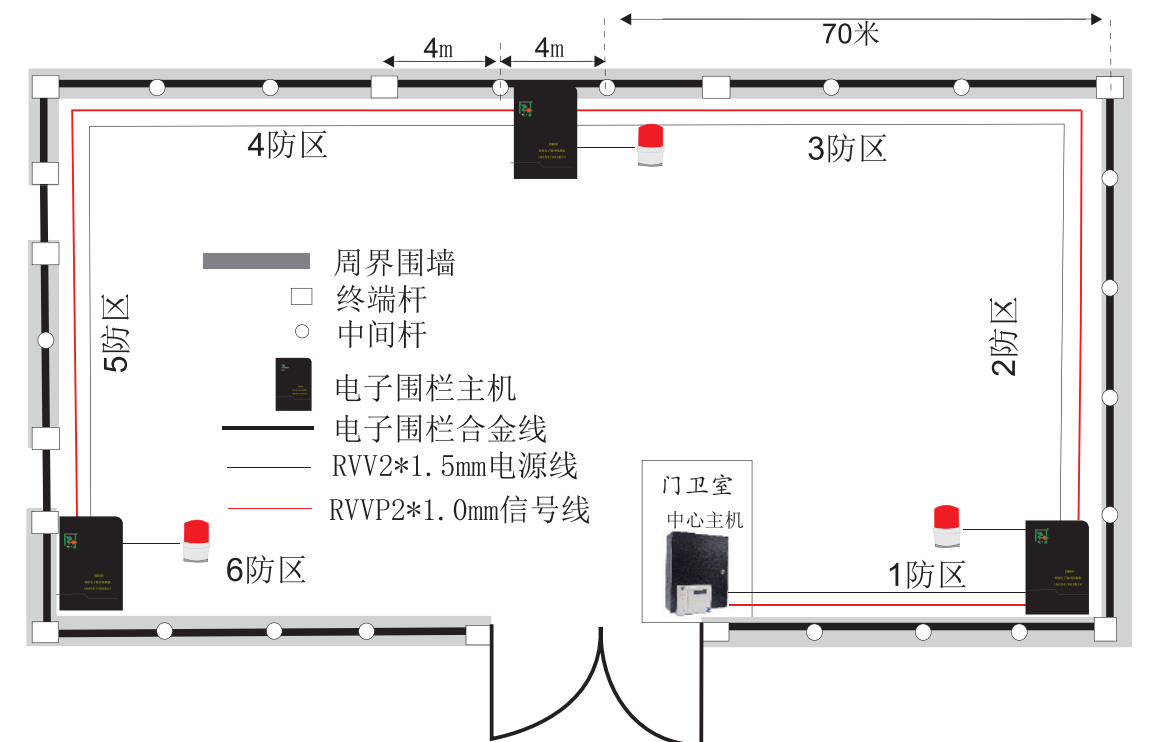 4m
4m
70米
4防区
3防区
周界围墙
终端杆
中间杆
5防区
2防区
电子围栏主机
电子围栏合金线
RVV2*1.5mm电源线
RVVP2*1.0mm信号线
门卫室
中心主机
6防区
1防区